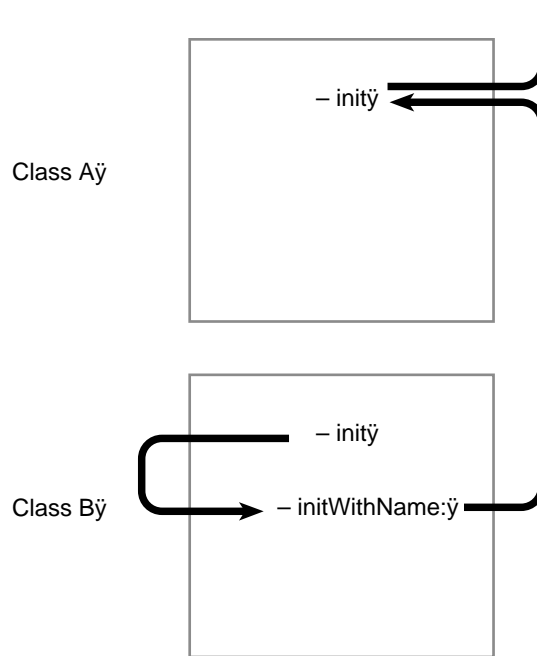 – initÿ
Class Aÿ
– initÿ
Class Bÿ
– initWithName:ÿ